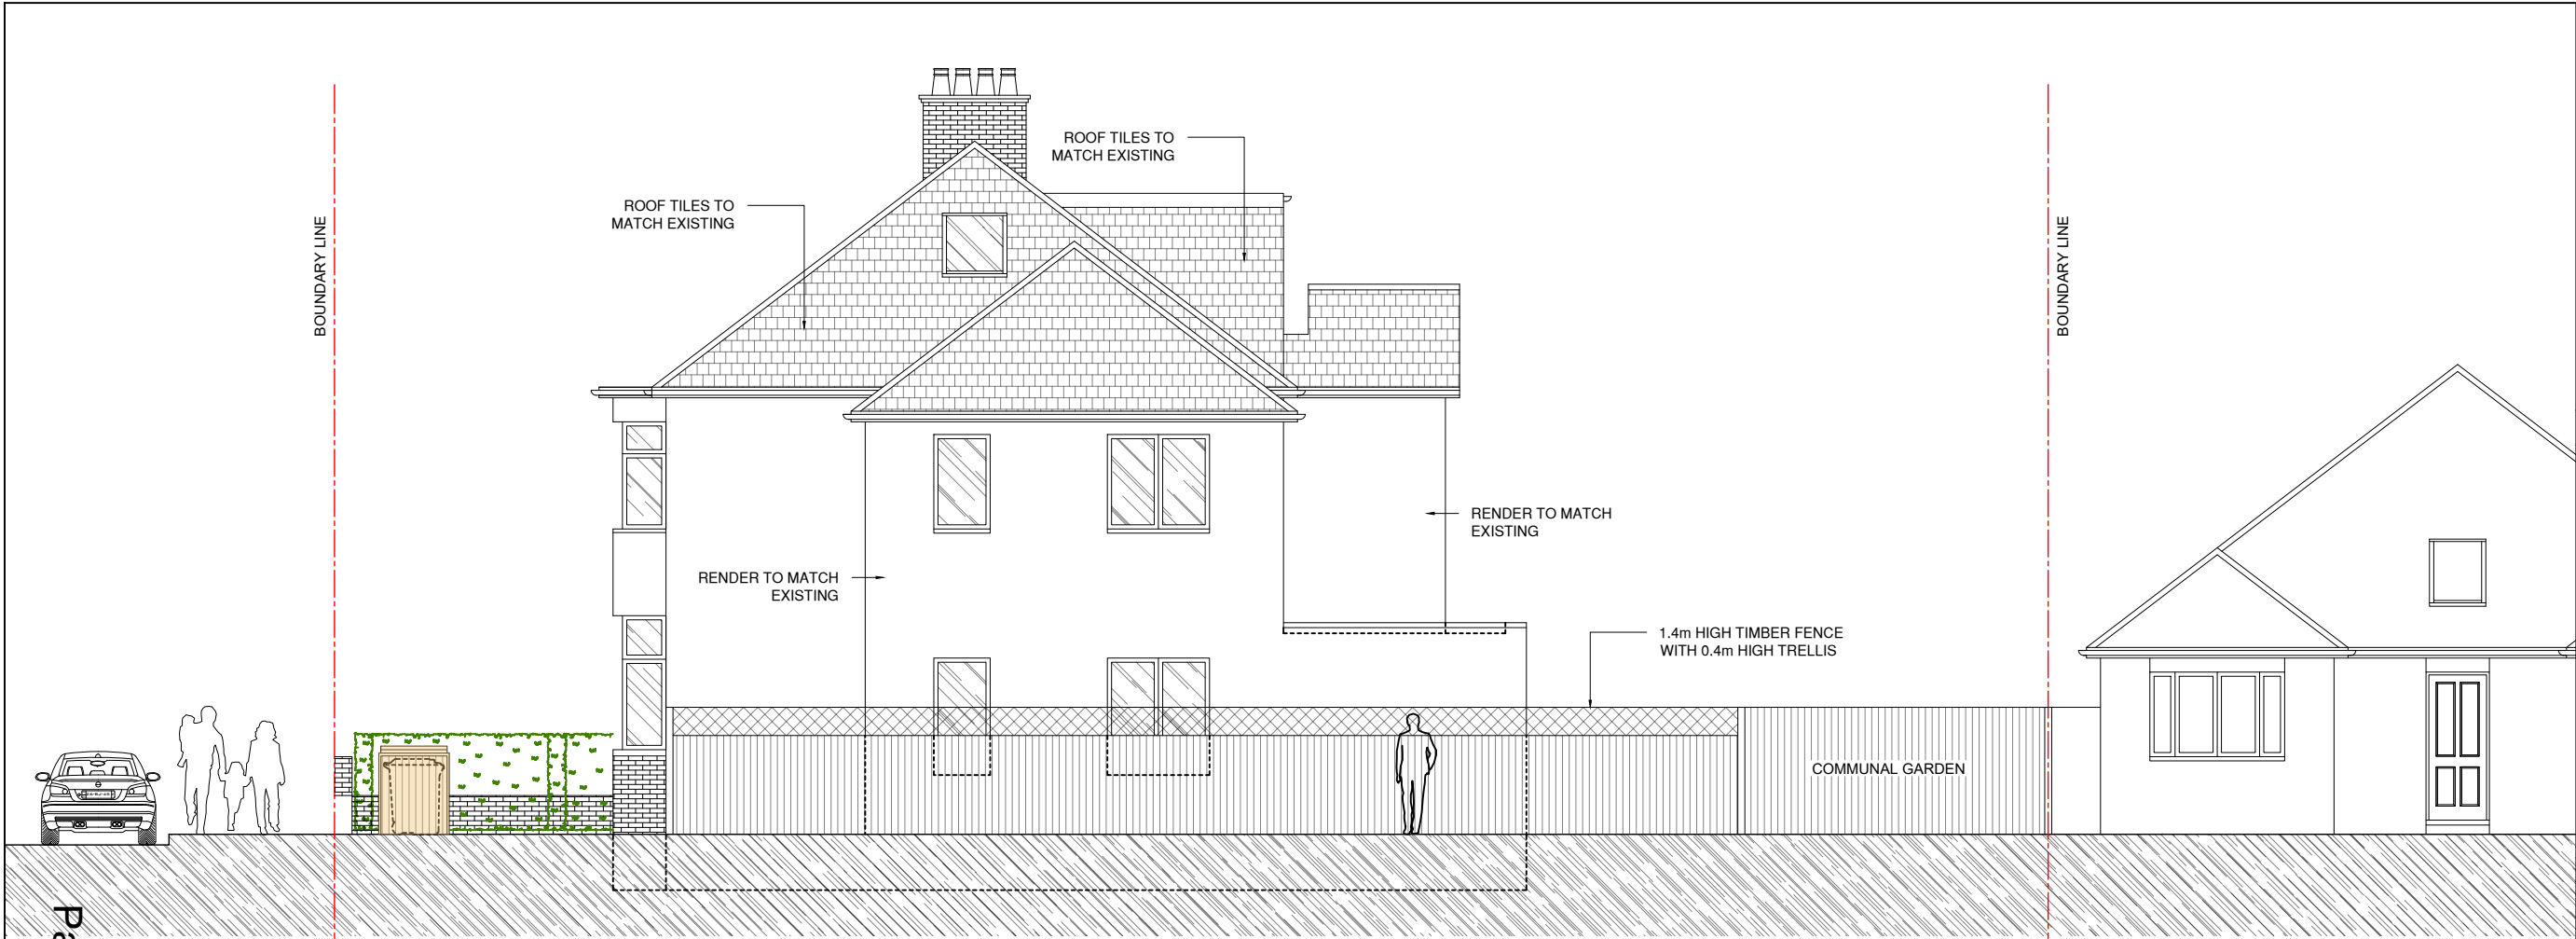 ROOF TILES TO
MATCH EXISTING
ROOF TILES TO
MATCH EXISTING
BOUNDARY LINE
BOUNDARY LINE
RENDER TO MATCH
EXISTING
RENDER TO MATCH
EXISTING
1.4m HIGH TIMBER FENCE
WITH 0.4m HIGH TRELLIS
COMMUNAL GARDEN